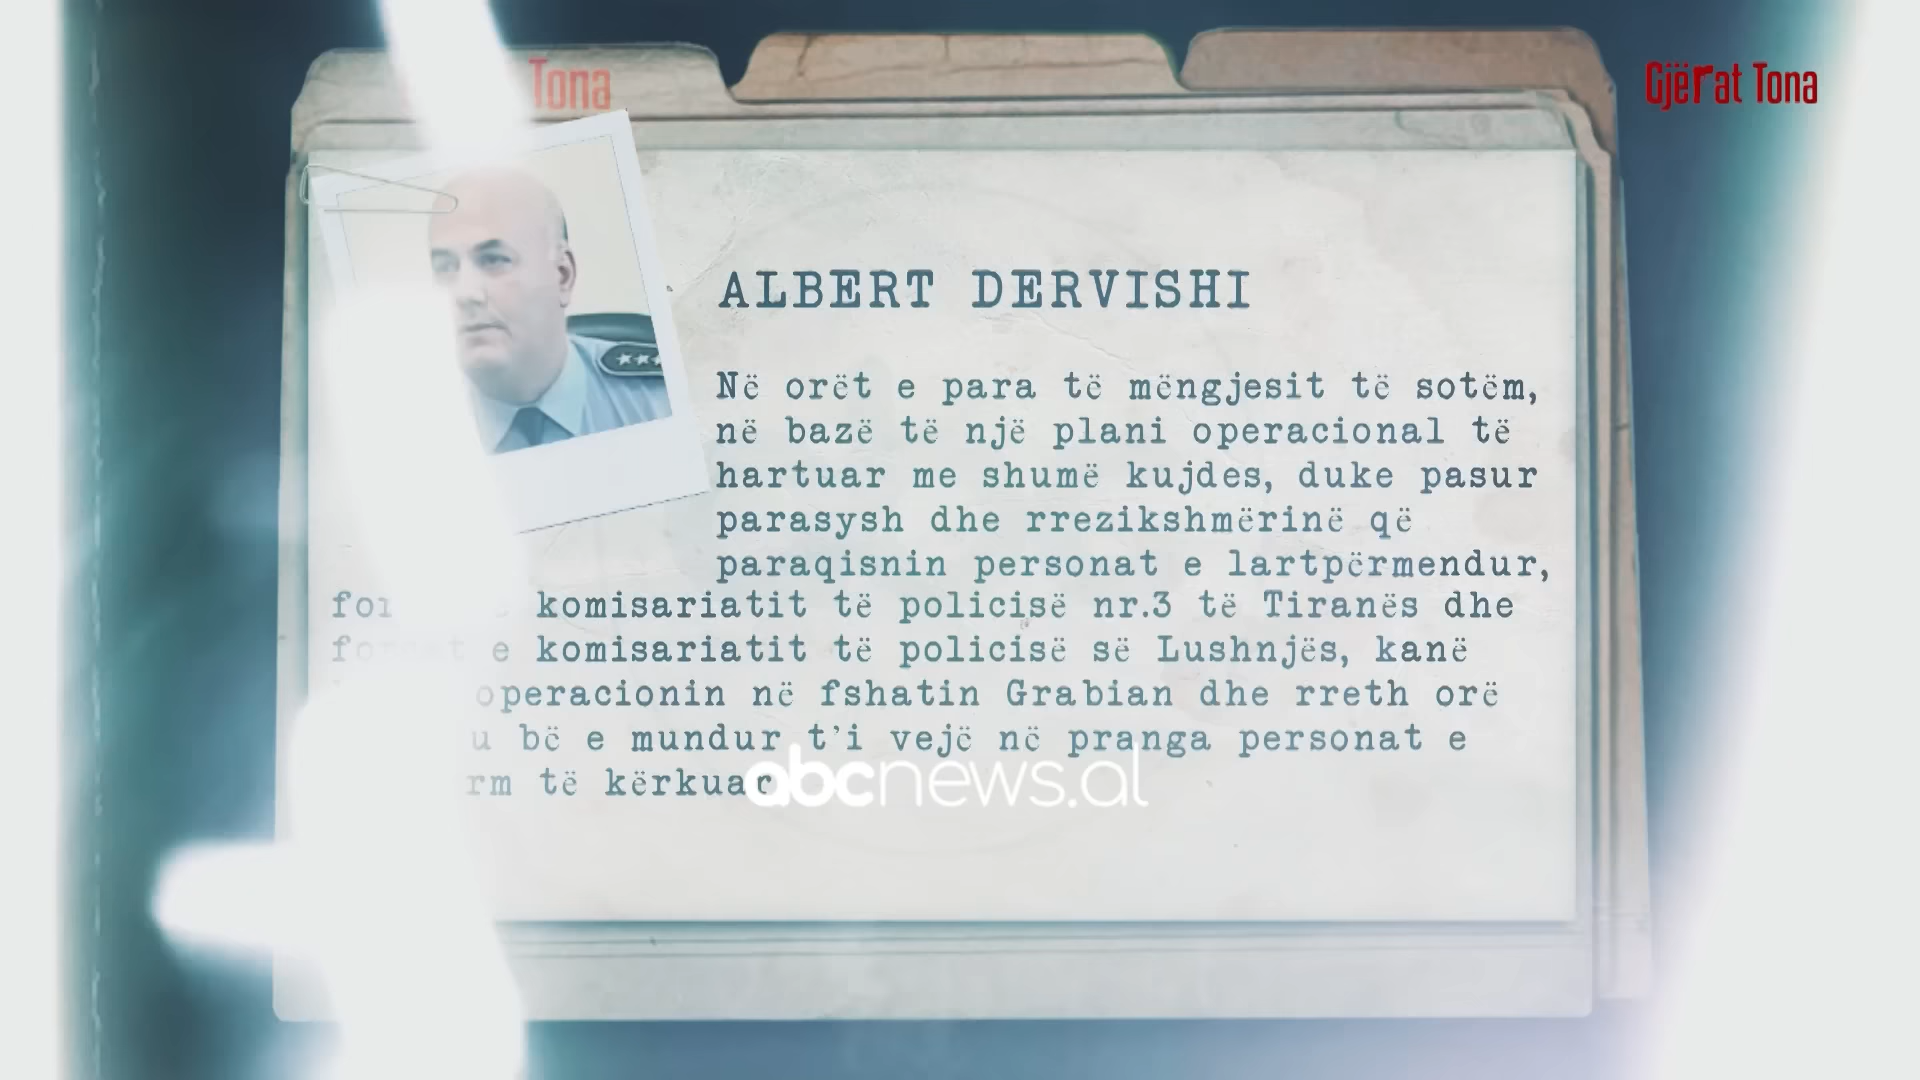 Tona
Gjërat Tona
ALBERT DERVISHI
Në orët e para të mëngjesit të sotëm,
në bazë të një plani operacional të
hartuar me shumë kujdes, duke pasur
parasysh dhe rrezikshmërinë që
paraqisnin personat e lartpërmendur,
komisariatit të policisë nr.3 të Tiranës dhe
e komisariatit të policisë së Lushnjës, kanë
operacionin në fshatin Grabian dhe rreth orë
bë e mundur t'i vejë në pranga personat e
të kërkuar
abcnews.al